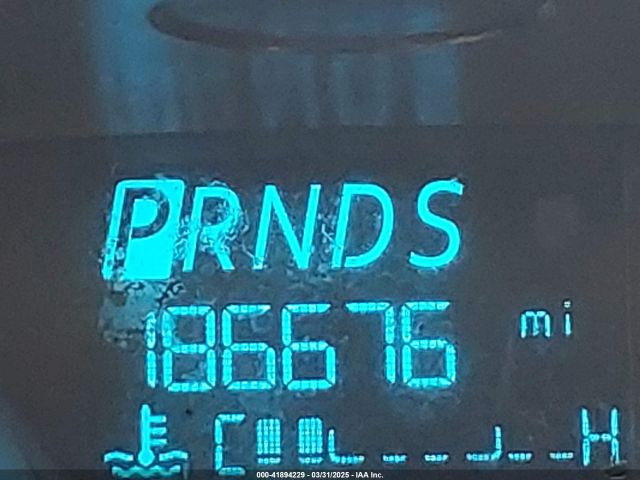 PRNDS
186676 mi
C H
000-41894229 - 03/31/2025 - IAA Inc.